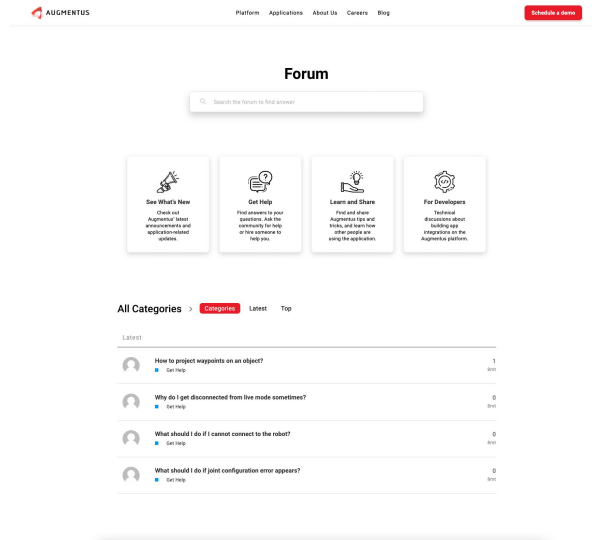 AUGMENTUS
Platform Applications About Us Careers Blog
Schedule a demo
Forum
Search the forum to find answer
See What's New
Check out
Augmentus' latest
announcements and
application-related
updates.
Get Help
Find answers to your
questions. Ask the
community for help
or hire someone to
help you.
Learn and Share
Find and share
Augmentus tips and
tricks, and learn how
other people are
using the application.
For Developers
Technical
discussions about
building app
integrations on the
Augmentus platform.
All Categories > Categories Latest Top
Latest
How to project waypoints on an object? 1
Get Help 8mt
Why do I get disconnected from live mode sometimes? 0
Get Help 8mt
What should I do if I cannot connect to the robot? 0
Get Help 8mt
What should I do if joint configuration error appears? 0
Get Help 8mt